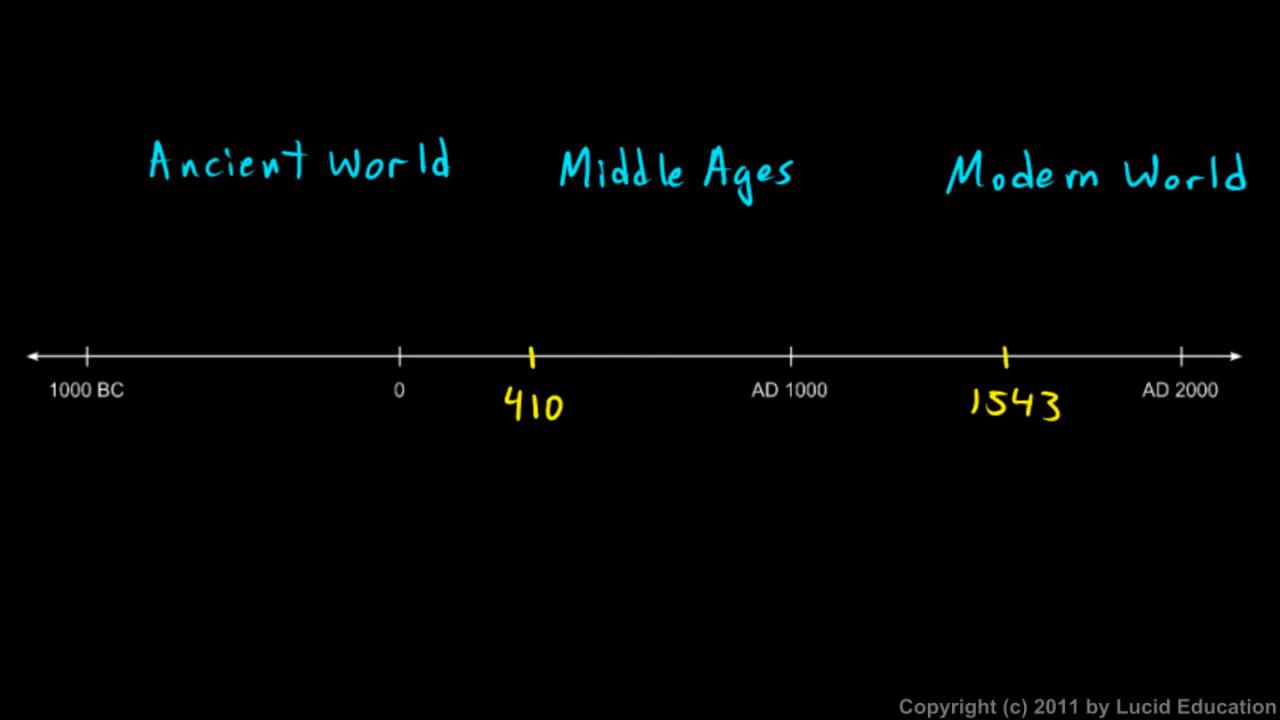 Ancient World Middle Ages Modern World
1000 BC 0 410 AD 1000 1543 AD 2000
Copyright (c) 2011 by Lucid Education